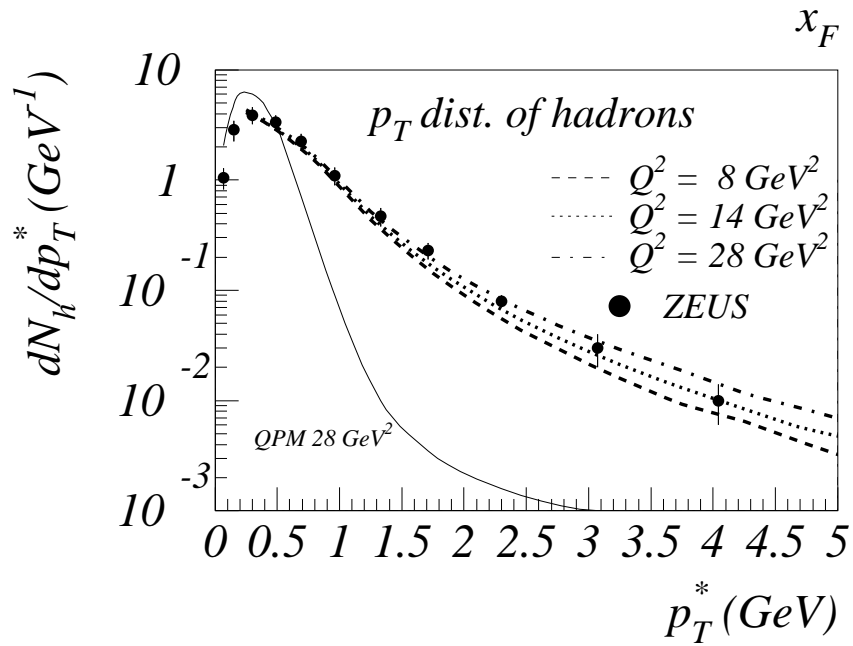 x_F
dN_h/dp_T^* (GeV^-1)
10
1
10^-1
10^-2
10^-3
p_T dist. of hadrons
Q^2 = 8 GeV^2
Q^2 = 14 GeV^2
Q^2 = 28 GeV^2
ZEUS
QPM 28 GeV^2
0 0.5 1 1.5 2 2.5 3 3.5 4 4.5 5
p_T^* (GeV)